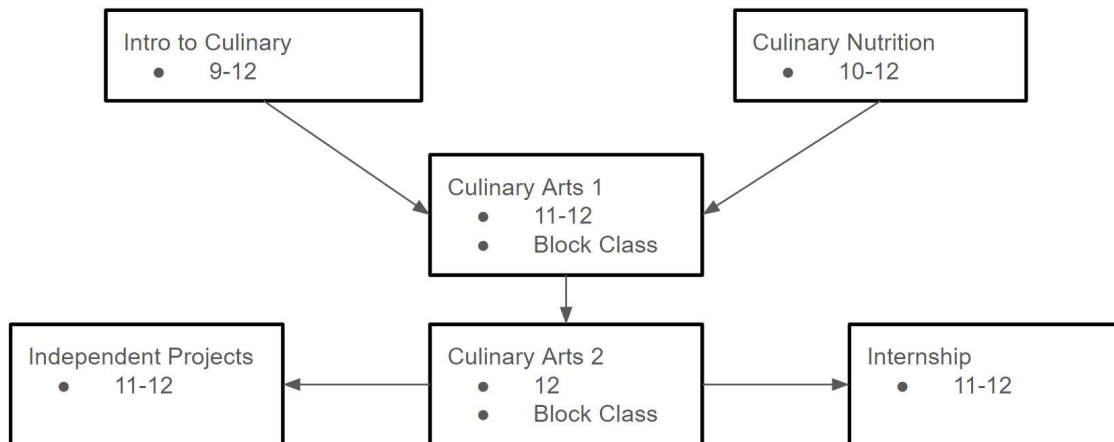 Intro to Culinary
● 9-12
Culinary Nutrition
● 10-12
Culinary Arts 1
● 11-12
● Block Class
Independent Projects
● 11-12
Culinary Arts 2
● 12
● Block Class
Internship
● 11-12